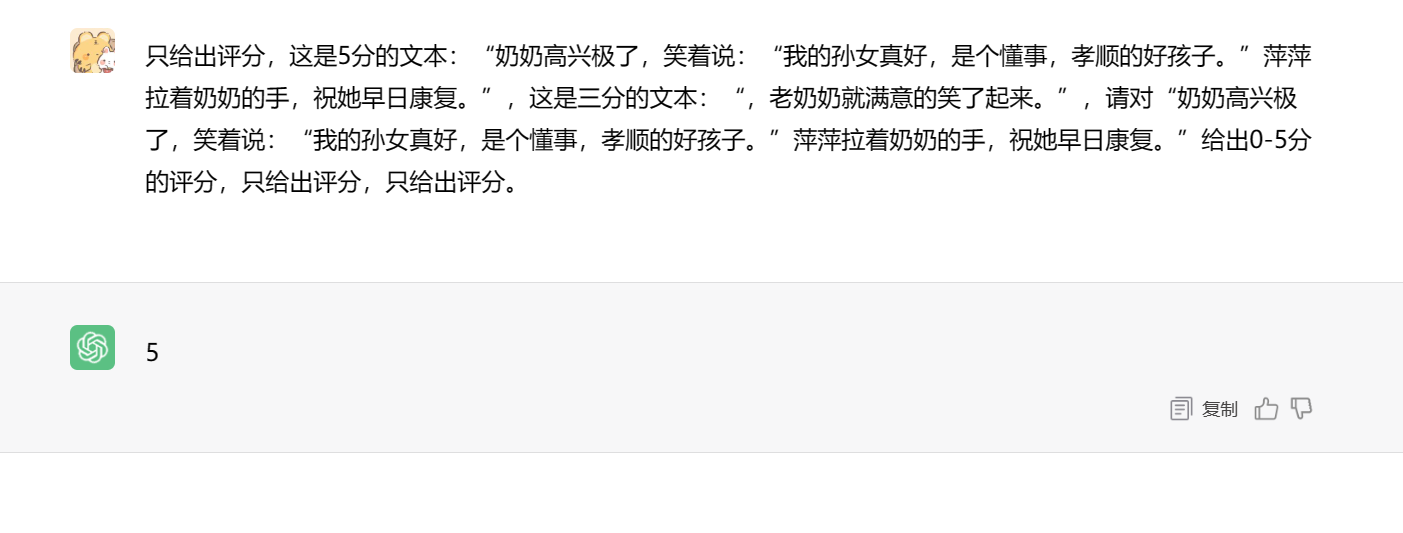 只给出评分，这是5分的文本：“奶奶高兴极了，笑着说：“我的孙女真好，是个懂事，孝顺的好孩子。”萍萍
拉着奶奶的手，祝她早日康复。”，这是三分的文本：“，老奶奶就满意的笑了起来。”，请对“奶奶高兴极
了，笑着说：“我的孙女真好，是个懂事，孝顺的好孩子。”萍萍拉着奶奶的手，祝她早日康复。”给出0-5分
的评分，只给出评分，只给出评分。
5
复制